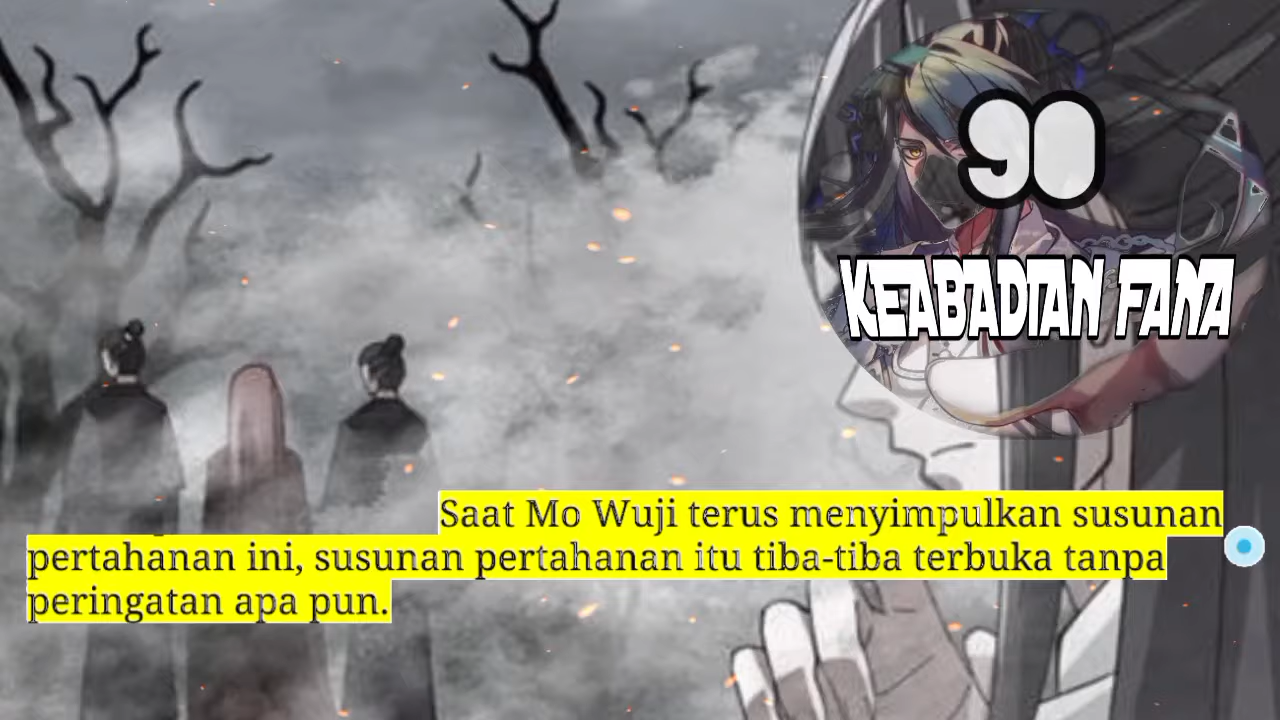 90
KEABADIAN FANA
Saat Mo Wuji terus menyimpulkan susunan
pertahanan ini, susunan pertahanan itu tiba-tiba terbuka tanpa
peringatan apa pun.